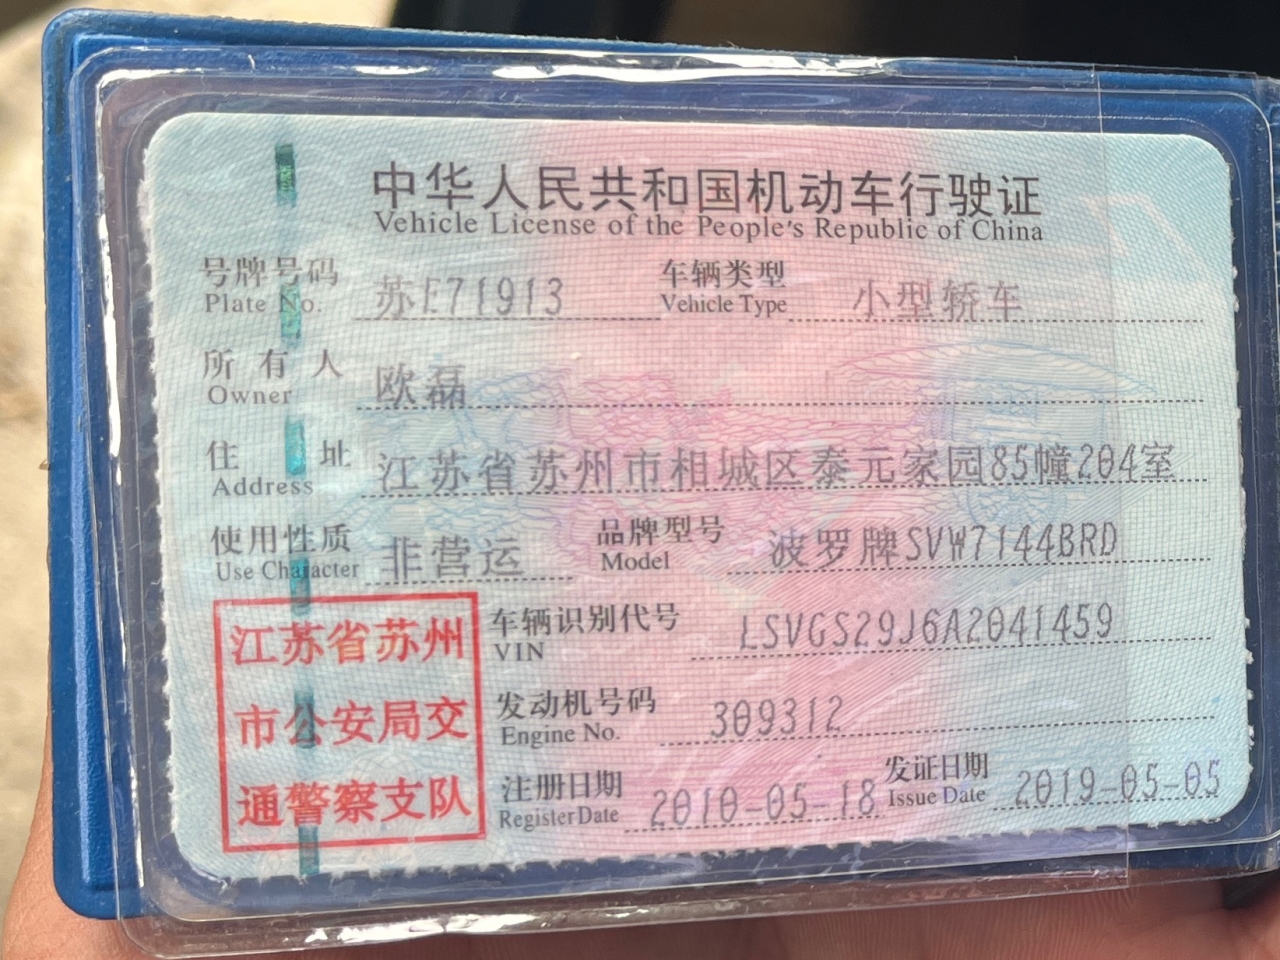 中华人民共和国机动车行驶证
Vehicle License of the People's Republic of China
号牌号码 苏E71913 车辆类型 小型轿车
Plate No. Vehicle Type
所有人 欧磊
Owner
住址 江苏省苏州市相城区泰元家园85幢204室
Address
使用性质 非营运 品牌型号 波罗牌SVW7144BRD
Use Character Model
江苏省苏州
市公安局交
通警察支队
车辆识别代号 LSVGS29J6A2041459
VIN
发动机号码 309312
Engine No.
注册日期 2010-05-18 发证日期 2019-05-05
Register Date Issue Date